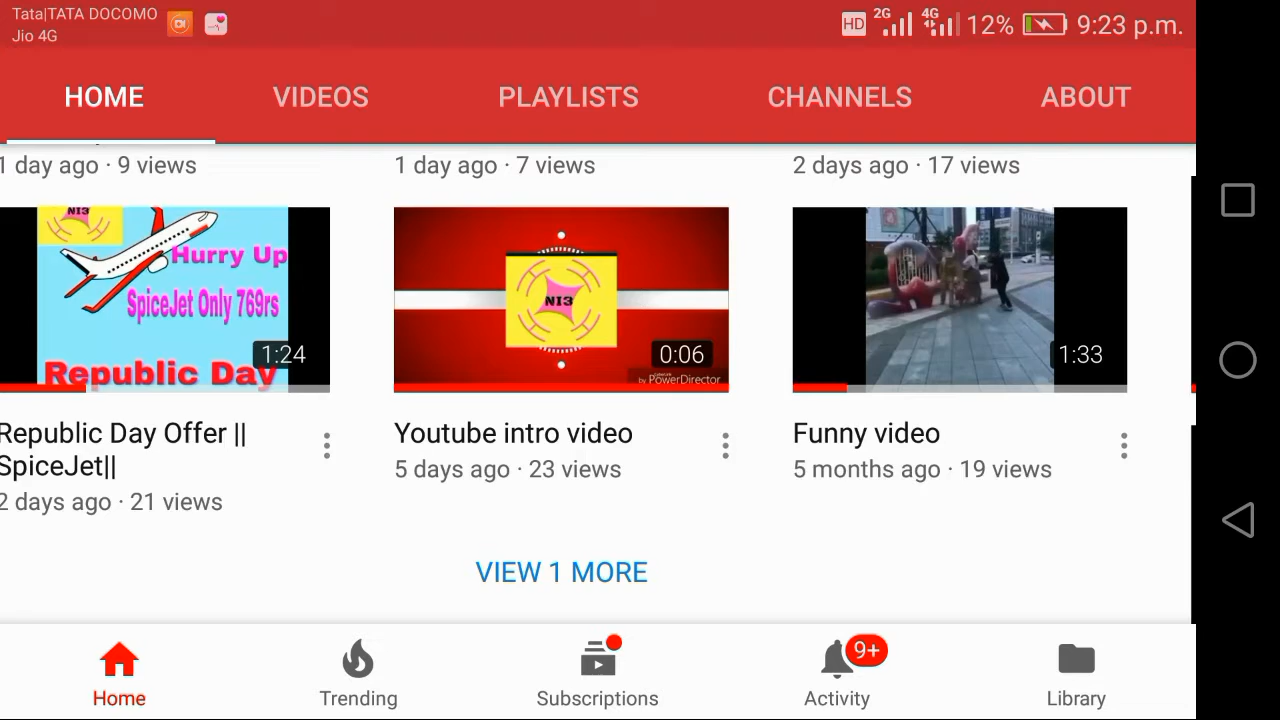 Tata|TATA DOCOMO
Jio 4G
HD 2G 4G 12% 9:23 p.m.
HOME VIDEOS PLAYLISTS CHANNELS ABOUT
1 day ago · 9 views
1 day ago · 7 views
2 days ago · 17 views
NI3
Hurry Up
SpiceJet Only 769rs
Republic Day
1:24
NI3
0:06
by PowerDirector
1:33
Republic Day Offer ||
SpiceJet||
2 days ago · 21 views
Youtube intro video
5 days ago · 23 views
Funny video
5 months ago · 19 views
VIEW 1 MORE
Home Trending Subscriptions 9+ Activity Library